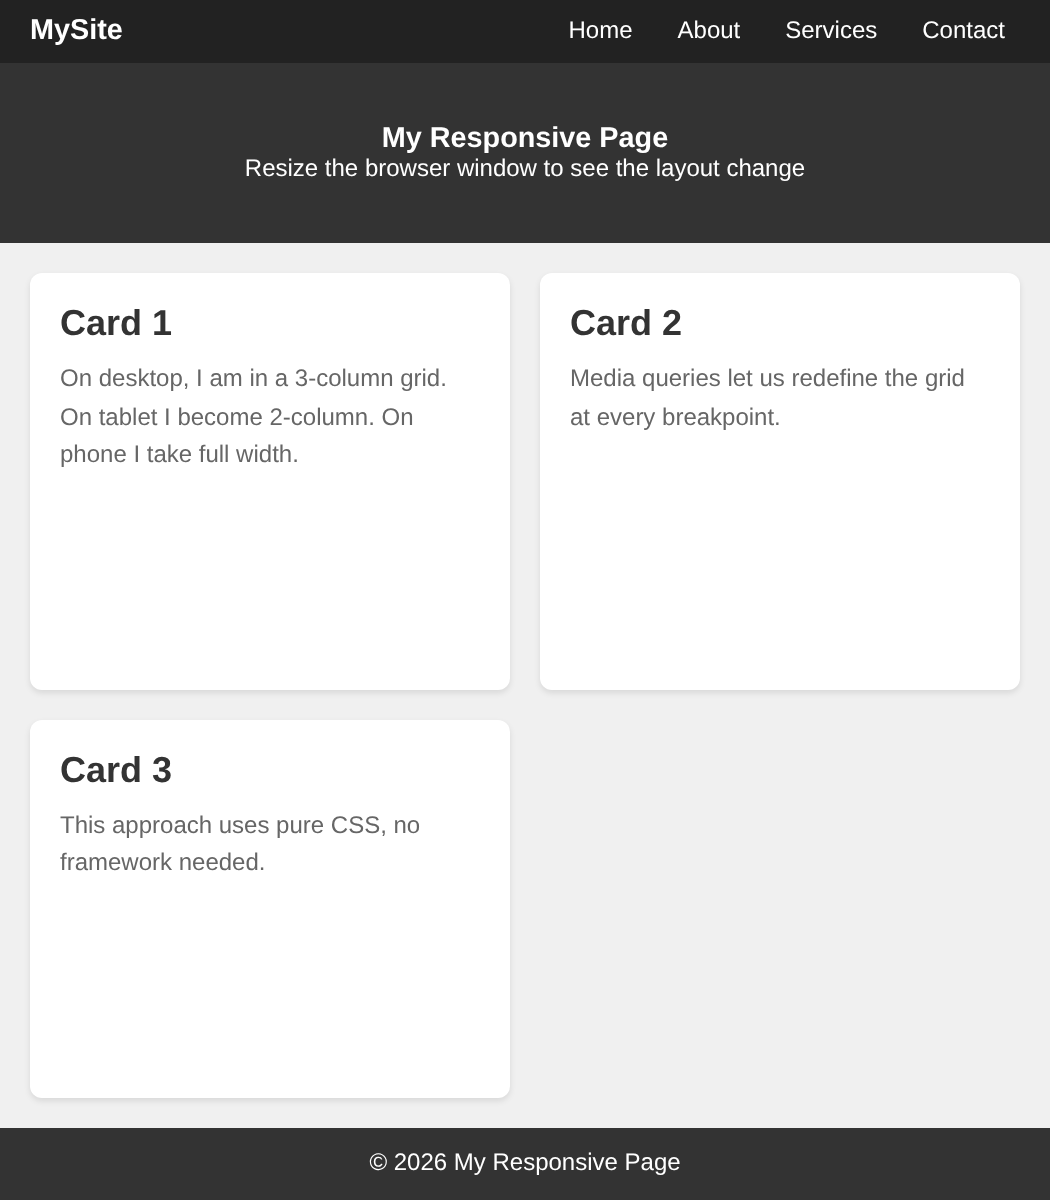 MySite
Home About Services Contact
My Responsive Page
Resize the browser window to see the layout change
Card 1
On desktop, I am in a 3-column grid.
On tablet I become 2-column. On
phone I take full width.
Card 2
Media queries let us redefine the grid
at every breakpoint.
Card 3
This approach uses pure CSS, no
framework needed.
© 2026 My Responsive Page